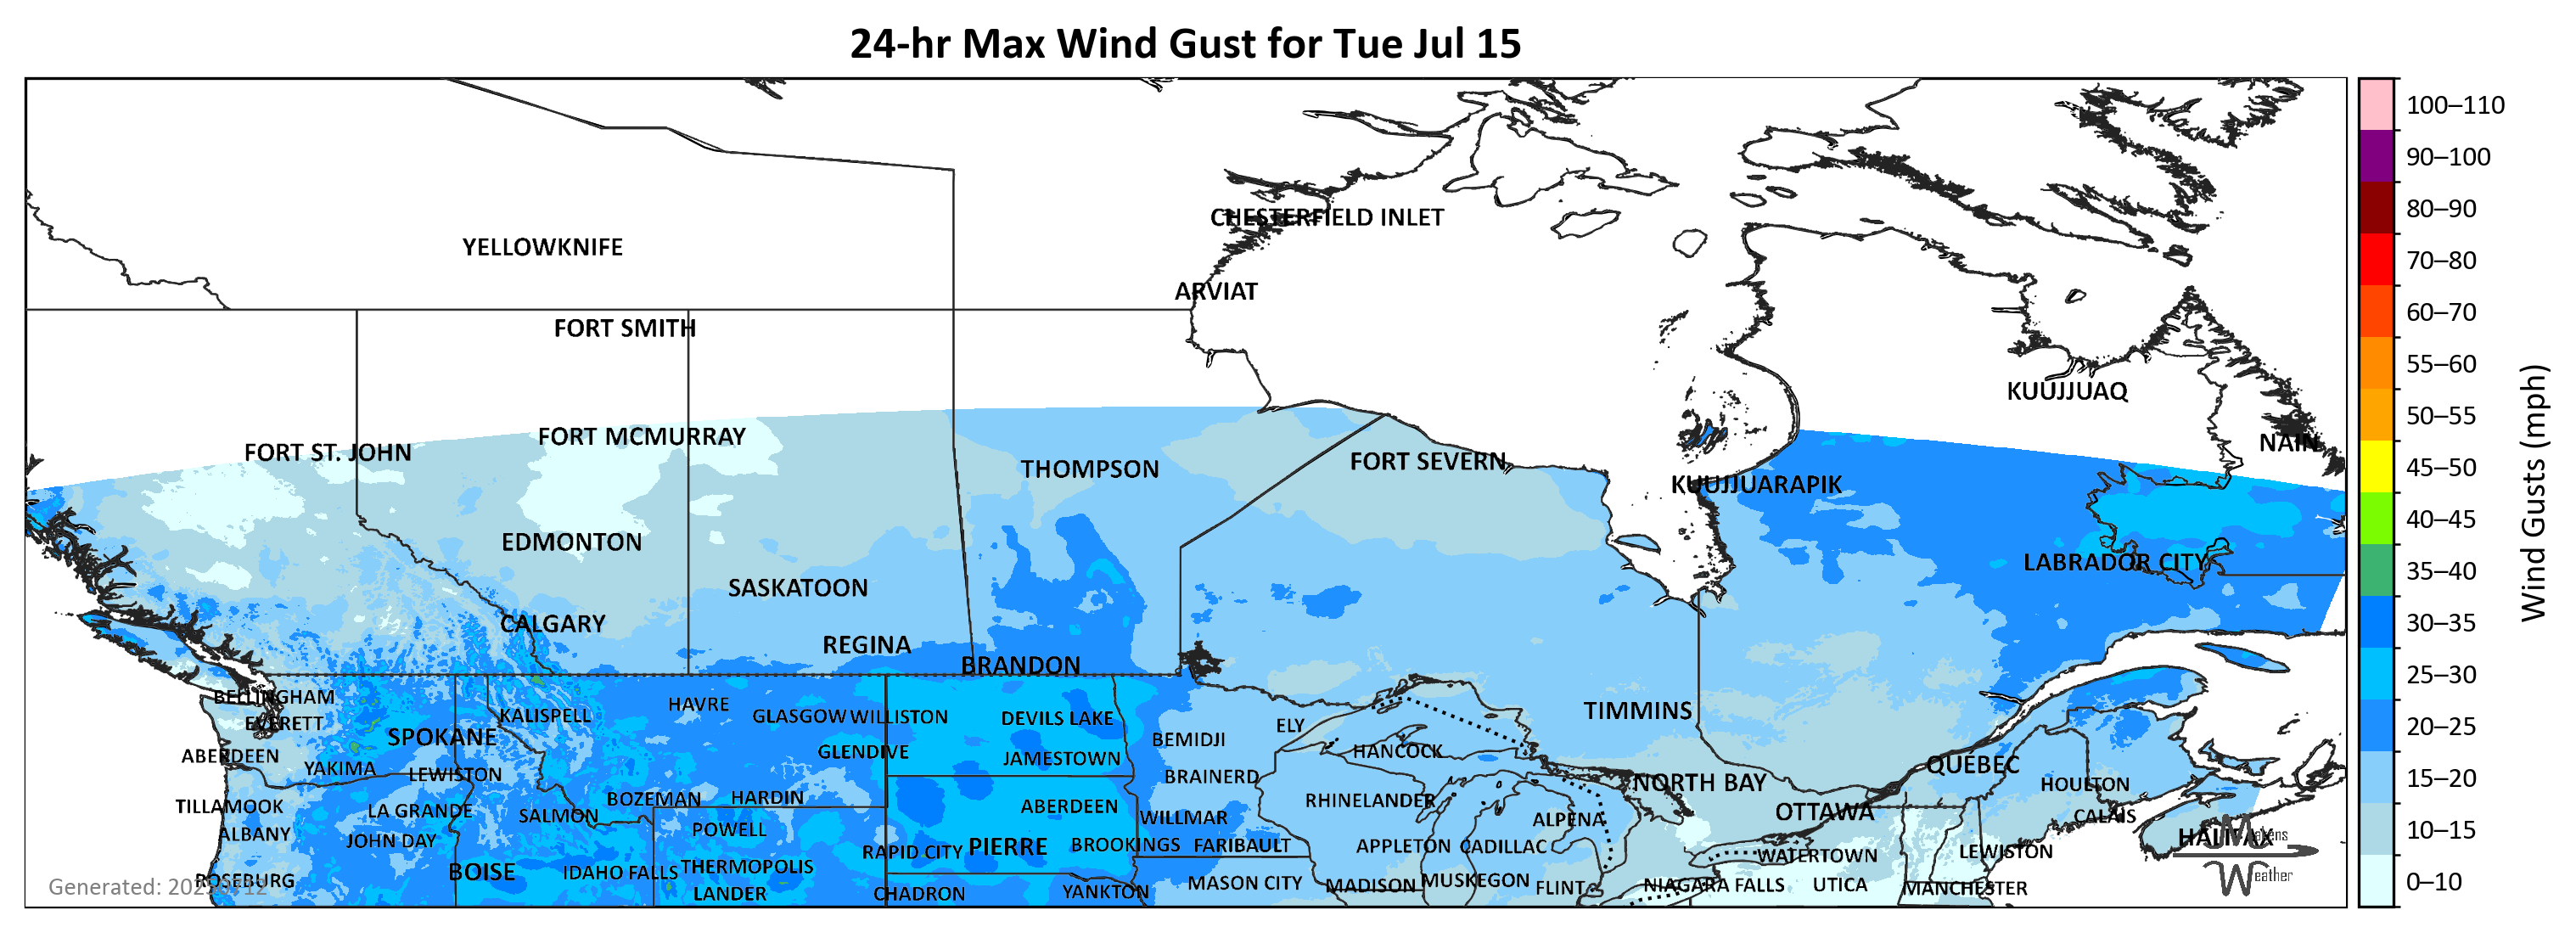 24-hr Max Wind Gust for Tue Jul 15
100–110
90–100
80–90
70–80
60–70
55–60
50–55
45–50
40–45
35–40
30–35
25–30
20–25
15–20
10–15
0–10
Wind Gusts (mph)
CHESTERFIELD INLET
YELLOWKNIFE
ARVIAT
FORT SMITH
KUUJJUAQ
FORT MCMURRAY
NAIN
FORT ST. JOHN
FORT SEVERN
THOMPSON
KUUJJUARAPIK
EDMONTON
LABRADOR CITY
SASKATOON
CALGARY
REGINA
BRANDON
BELLINGHAM
HAVRE
TIMMINS
KALISPELL
GLASGOW
WILLISTON
DEVILS LAKE
EVERETT
ELY
SPOKANE
BEMIDJI
GLENDIVE
HANCOCK
ABERDEEN
JAMESTOWN
QUEBEC
YAKIMA
LEWISTON
BRAINERD
NORTH BAY
HOULTON
BOZEMAN
HARDIN
RHINELANDER
TILLAMOOK
ABERDEEN
LA GRANDE
OTTAWA
SALMON
CALAIS
WILLMAR
ALPENA
ALBANY
POWELL
HALIFAX
Makens
Weather
JOHN DAY
BROOKINGS
FARIBAULT
APPLETON
CADILLAC
PIERRE
RAPID CITY
LEWISTON
WATERTOWN
THERMOPOLIS
BOISE
IDAHO FALLS
ROSEBURG
MUSKEGON
MASON CITY
MADISON
NIAGARA FALLS
UTICA
FLINT
MANCHESTER
LANDER
CHADRON
YANKTON
Generated: